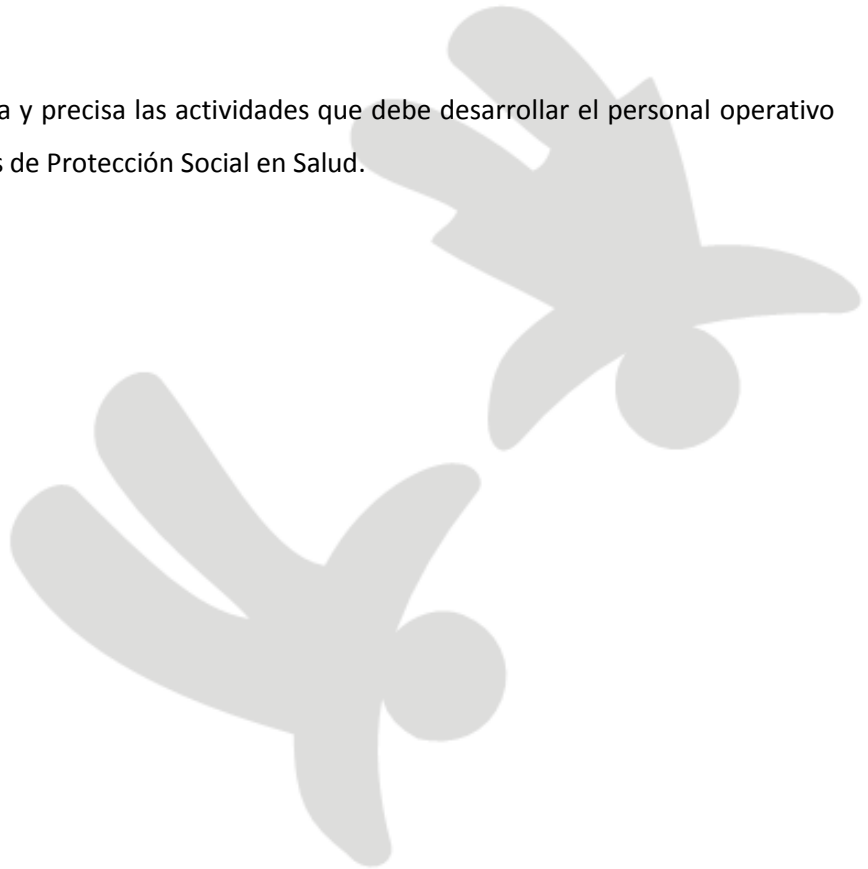 a y precisa las actividades que debe desarrollar el personal operativo
s de Protección Social en Salud.